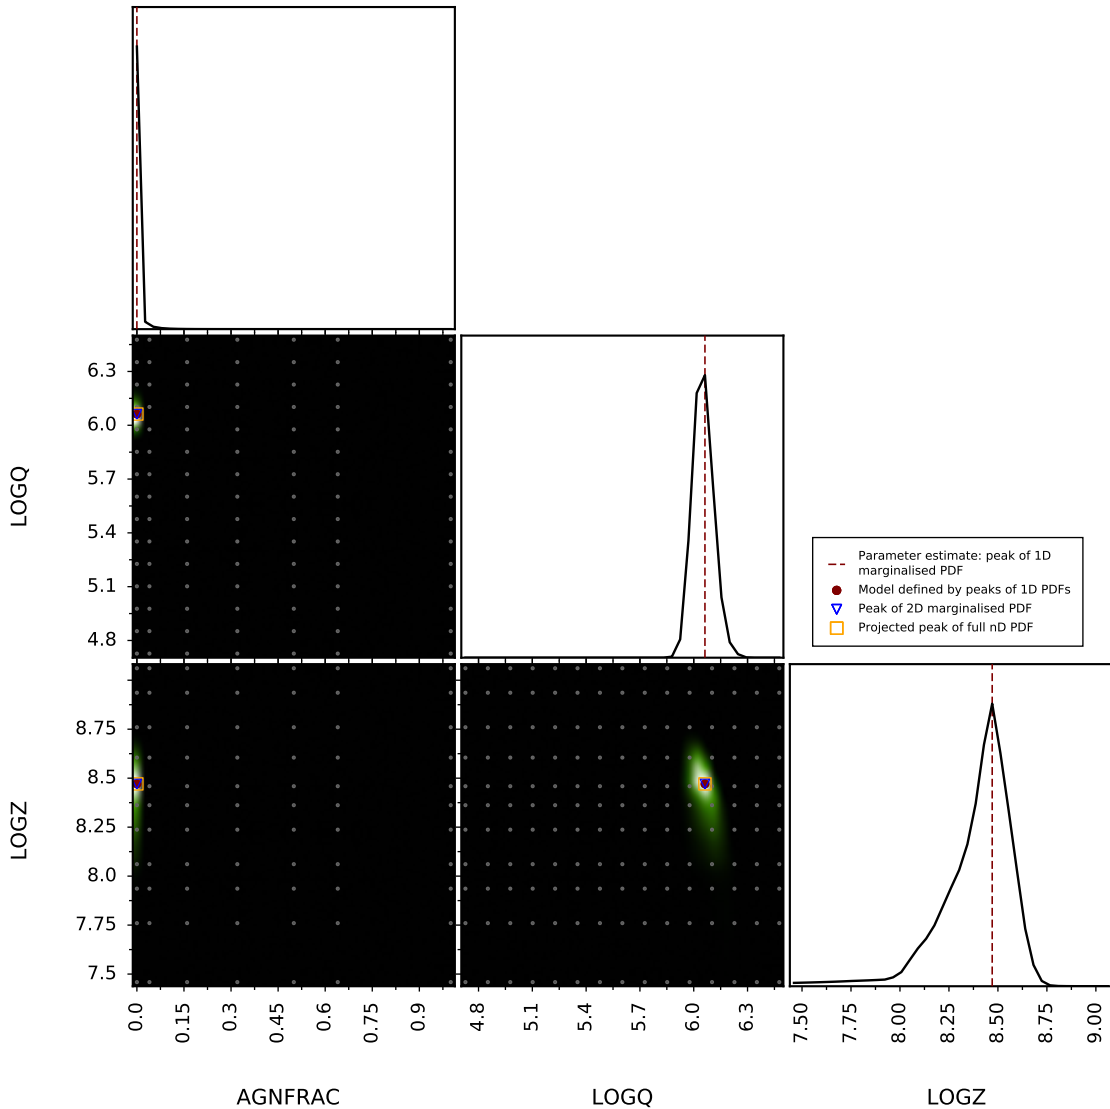 6.3
6.0
5.7
5.4
5.1
4.8
LOGQ
Parameter estimate: peak of 1D
marginalised PDF
Model defined by peaks of 1D PDFs
Peak of 2D marginalised PDF
Projected peak of full nD PDF
8.75
8.5
8.25
8.0
7.75
7.5
LOGZ
0.0 0.15 0.3 0.45 0.6 0.75 0.9
4.8 5.1 5.4 5.7 6.0 6.3
7.50 7.75 8.00 8.25 8.50 8.75 9.00
AGNFRAC LOGQ LOGZ